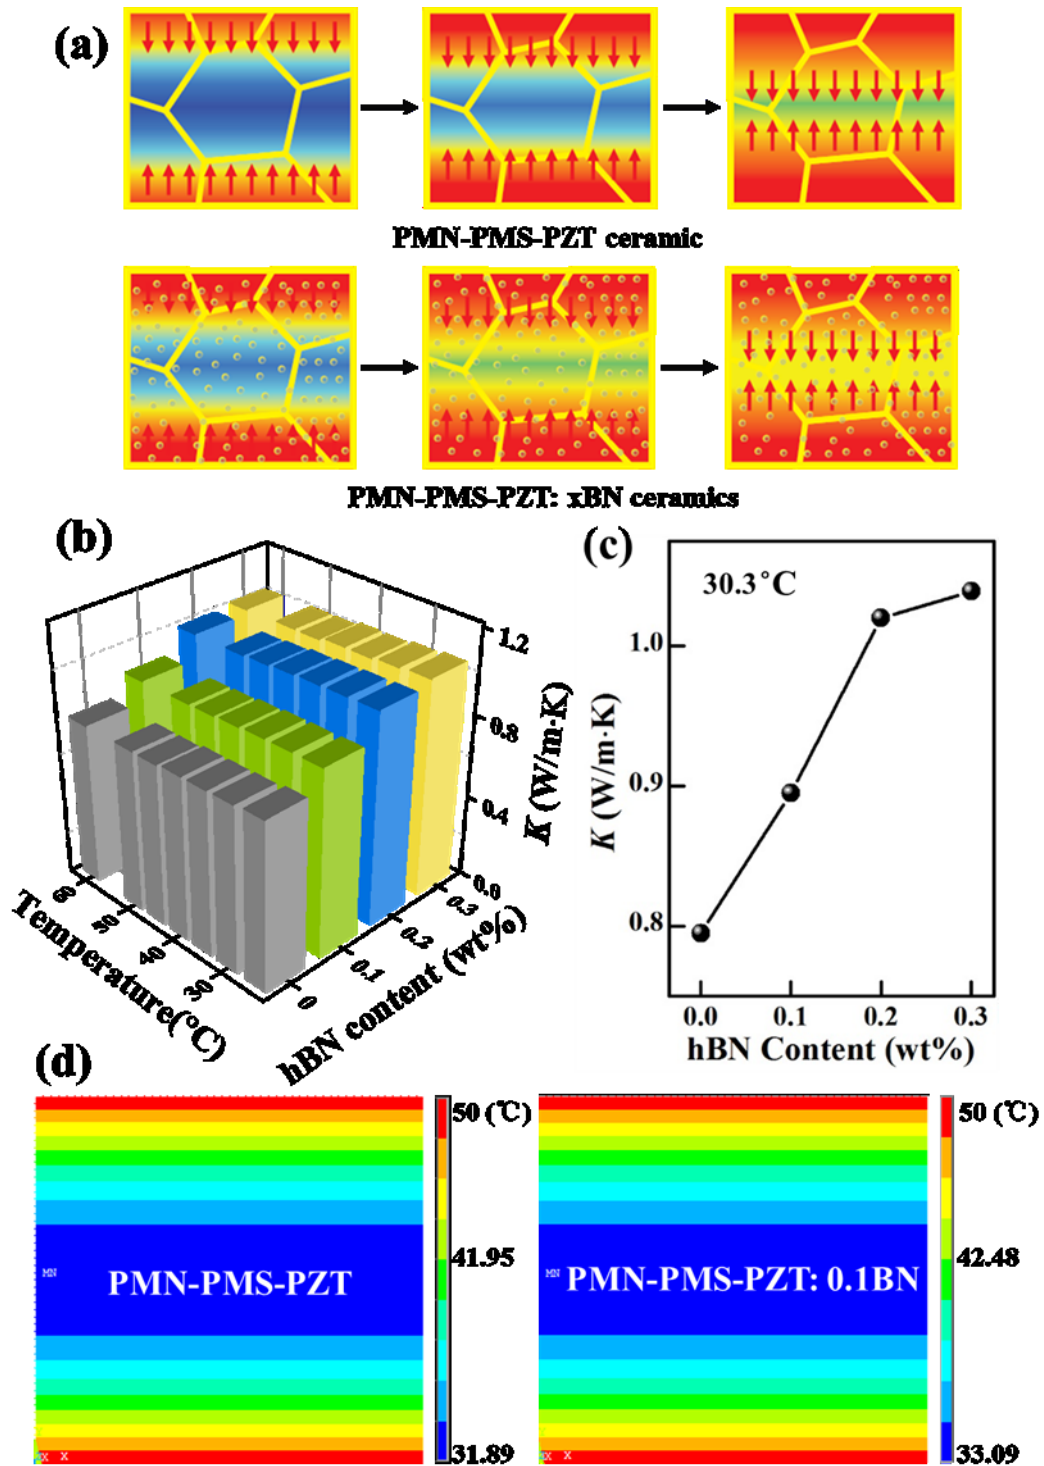 (a)
PMN-PMS-PZT ceramic
PMN-PMS-PZT: xBN ceramics
(b)
1.2
0.8
0.4
0.0
K (W/m·K)
60
50
40
30
Temperature(°C)
0
0.1
0.2
0.3
hBN content (wt%)
(c)
30.3°C
1.0
0.9
0.8
K (W/m·K)
0.0 0.1 0.2 0.3
hBN Content (wt%)
(d)
50 (℃)
41.95
31.89
MN
PMN-PMS-PZT
X X
50 (℃)
42.48
33.09
MN
PMN-PMS-PZT: 0.1BN
X X